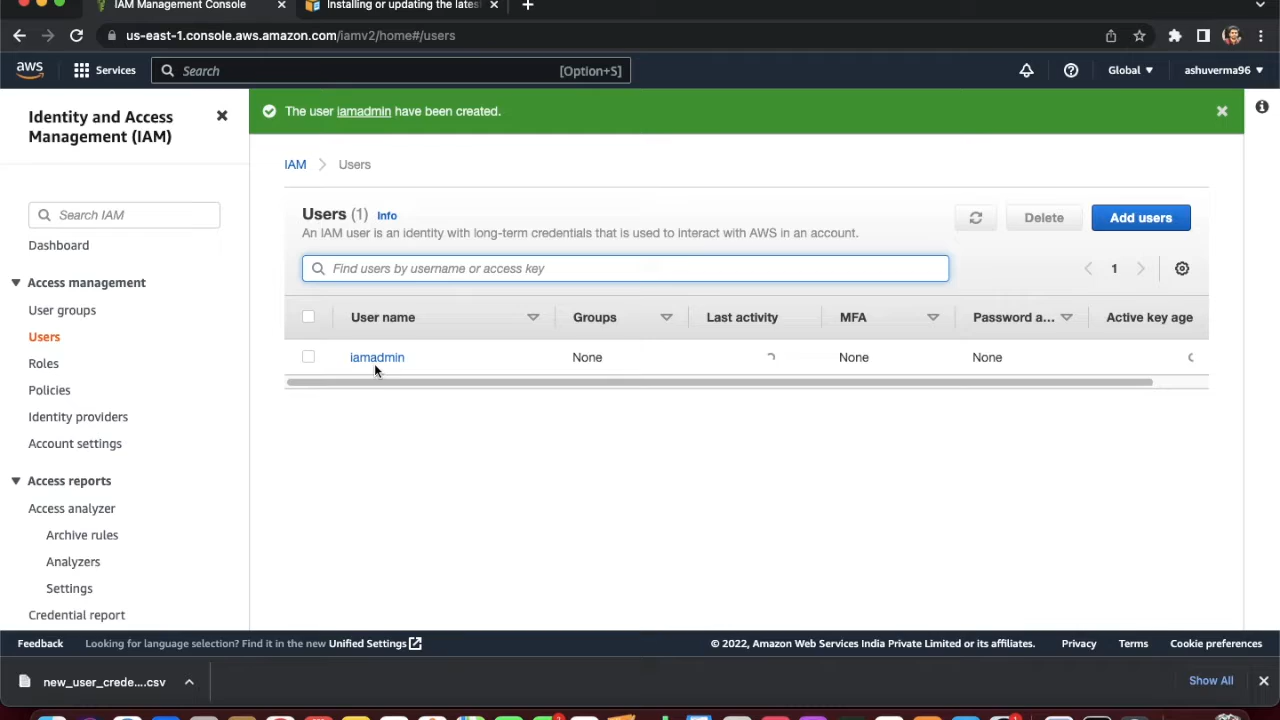 IAM Management Console
Installing or updating the lates
us-east-1.console.aws.amazon.com/iamv2/home#/users
aws
Services
Search
[Option+S]
Global
ashuverma96
Identity and Access
Management (IAM)
Search IAM
Dashboard
Access management
User groups
Users
Roles
Policies
Identity providers
Account settings
Access reports
Access analyzer
Archive rules
Analyzers
Settings
Credential report
The user iamadmin have been created.
IAM
Users
Users (1) Info
An IAM user is an identity with long-term credentials that is used to interact with AWS in an account.
Delete
Add users
Find users by username or access key
1
User name Groups Last activity MFA Password a... Active key age
iamadmin None None None
Feedback
Looking for language selection? Find it in the new Unified Settings
© 2022, Amazon Web Services India Private Limited or its affiliates.
Privacy
Terms
Cookie preferences
new_user_crede....csv
Show All